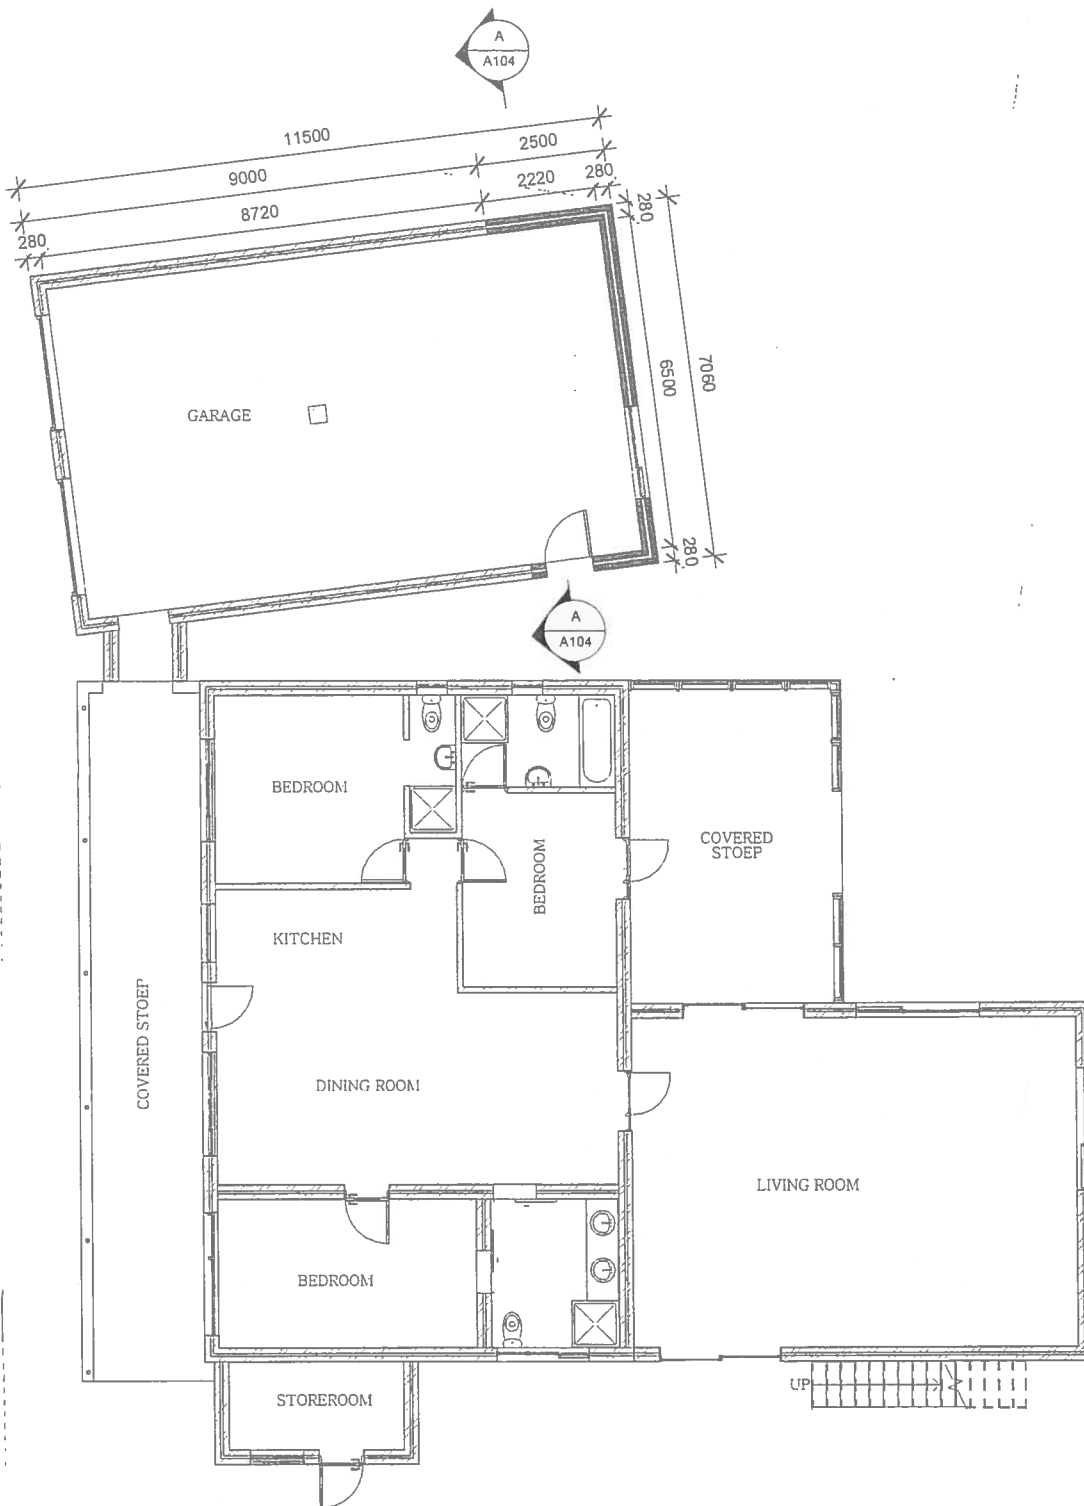 A
A104
11500
2500
9000
2220
280
8720
280
280
7060
6500
280
GARAGE
A
A104
BEDROOM
BEDROOM
COVERED
STOEP
KITCHEN
COVERED STOEP
DINING ROOM
LIVING ROOM
BEDROOM
UP
STOREROOM